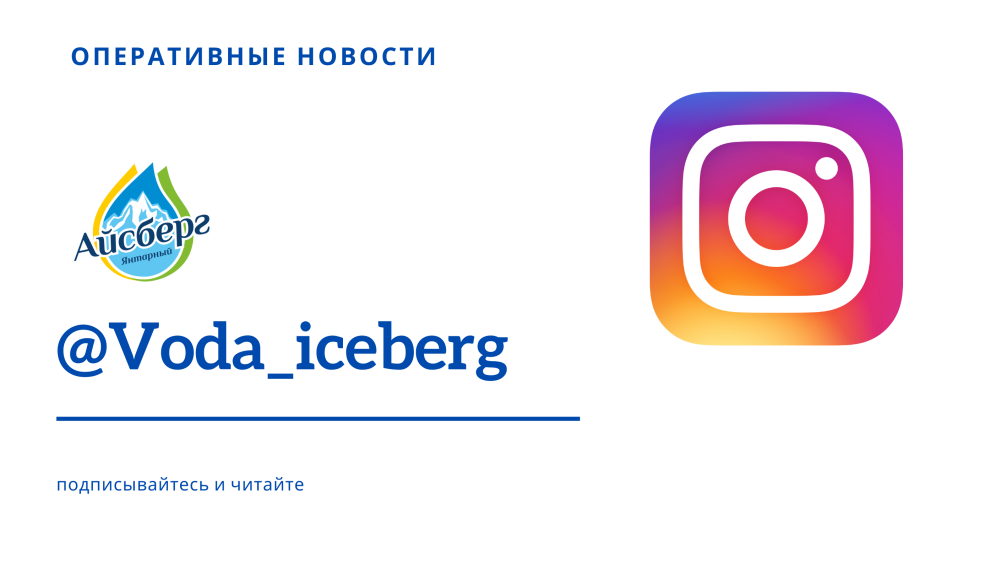 ОПЕРАТИВНЫЕ НОВОСТИ
Айсберг
Янтарный
@Voda_iceberg
подписывайтесь и читайте